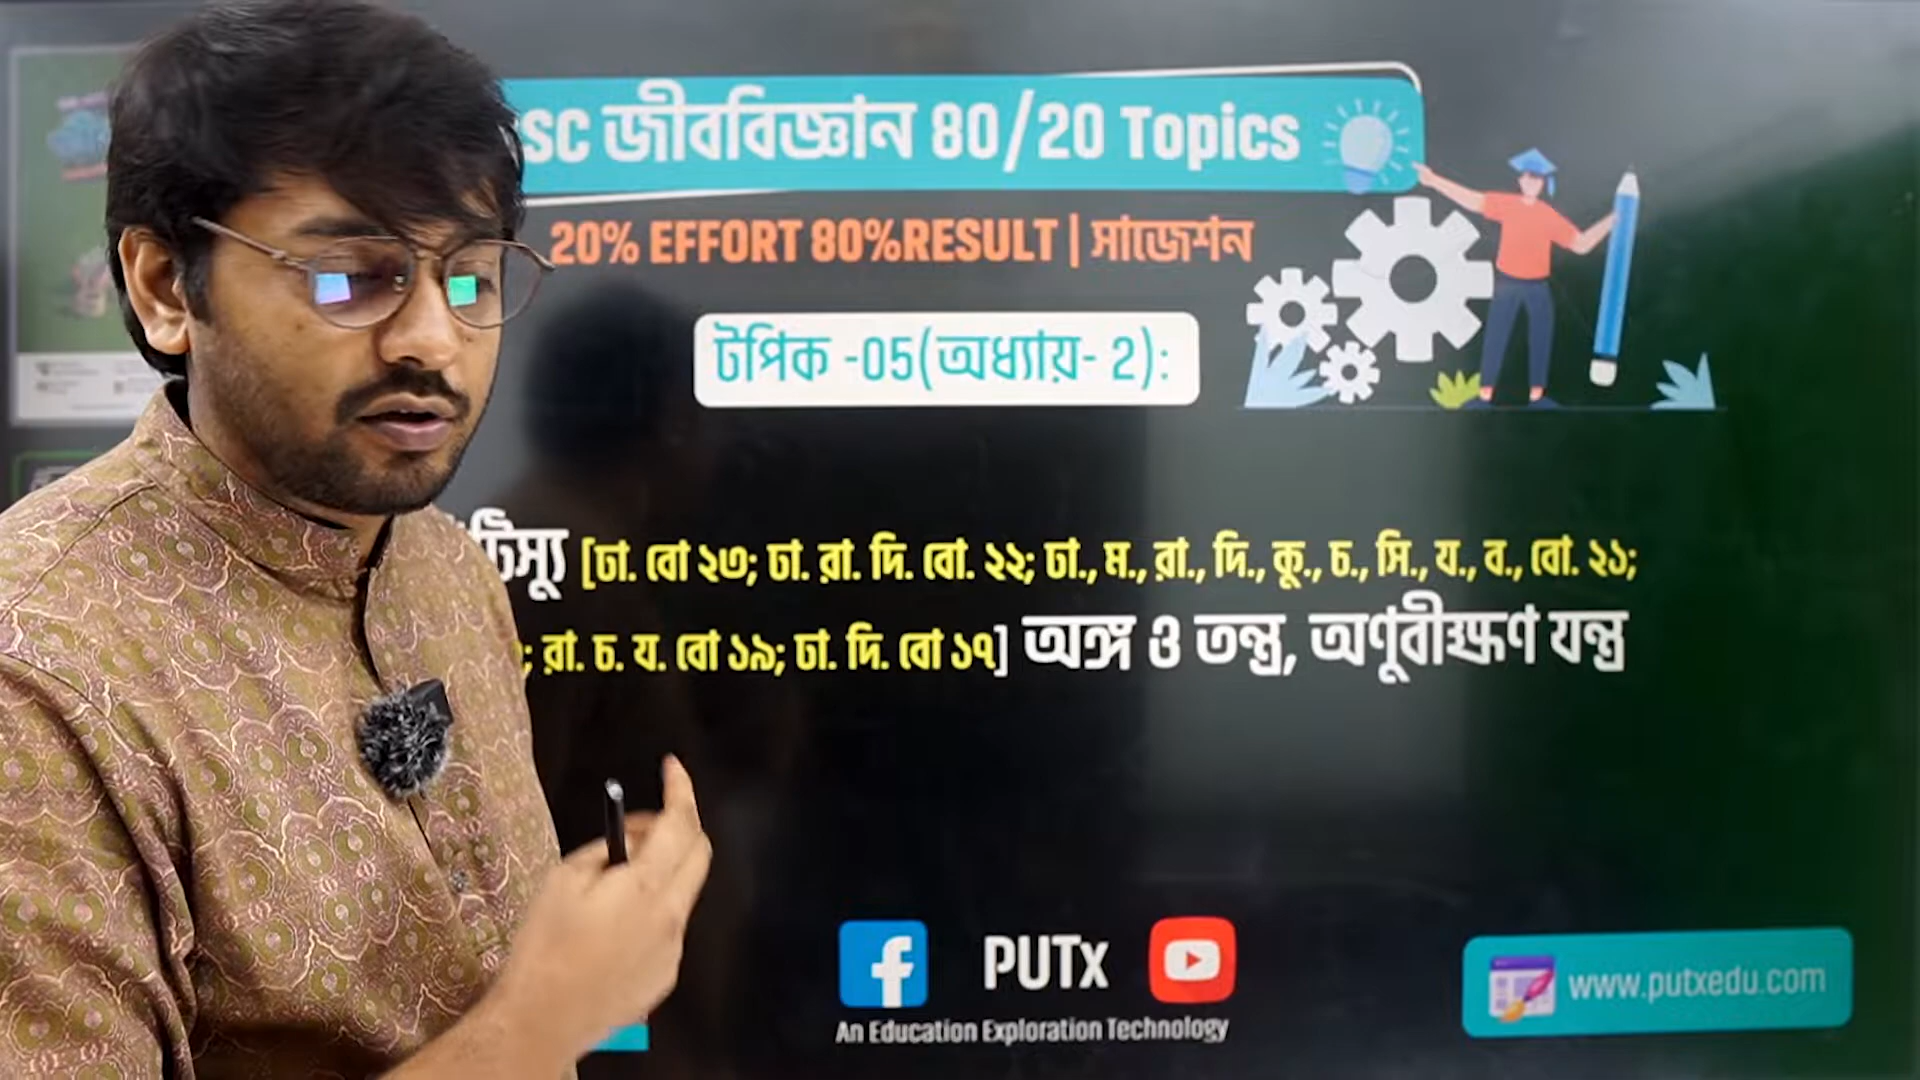 SC জীববিজ্ঞান 80/20 Topics
20% EFFORT 80%RESULT | সাজেশন
টপিক -05(অধ্যায়- 2):
টিস্যু [ঢা. বো ২৩; ঢা. রা. দি. বো. ২২; ঢা., ম., রা., দি., কু., চ., সি., য., ব., বো. ২১;
; রা. চ. য. বো ১৯; ঢা. দি. বো ১৭] অঙ্গ ও তন্ত্র, অণুবীক্ষণ যন্ত্র
PUTx
An Education Exploration Technology
www.putxedu.com